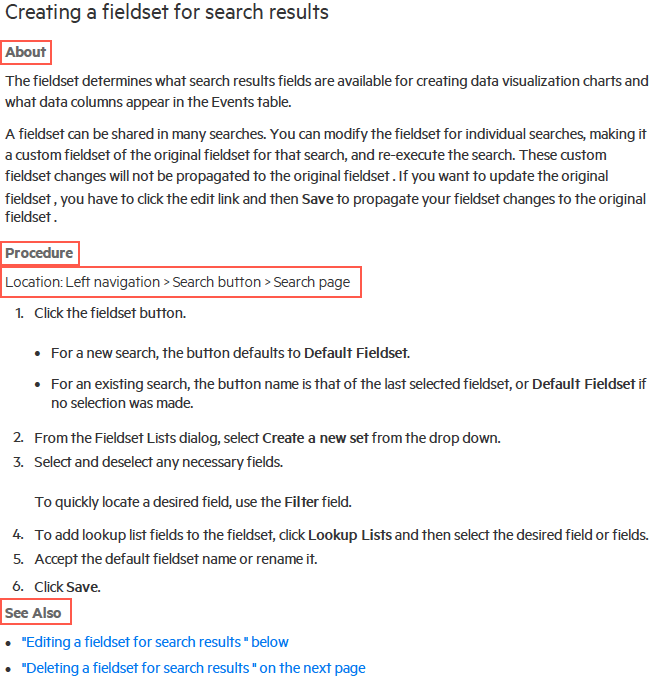 Creating a fieldset for search results
About
The fieldset determines what search results fields are available for creating data visualization charts and
what data columns appear in the Events table.
A fieldset can be shared in many searches. You can modify the fieldset for individual searches, making it
a custom fieldset of the original fieldset for that search, and re-execute the search. These custom
fieldset changes will not be propagated to the original fieldset . If you want to update the original
fieldset , you have to click the edit link and then Save to propagate your fieldset changes to the original
fieldset .
Procedure
Location: Left navigation > Search button > Search page
1. Click the fieldset button.
• For a new search, the button defaults to Default Fieldset.
• For an existing search, the button name is that of the last selected fieldset, or Default Fieldset if
no selection was made.
2. From the Fieldset Lists dialog, select Create a new set from the drop down.
3. Select and deselect any necessary fields.
To quickly locate a desired field, use the Filter field.
4. To add lookup list fields to the fieldset, click Lookup Lists and then select the desired field or fields.
5. Accept the default fieldset name or rename it.
6. Click Save.
See Also
• "Editing a fieldset for search results " below
• "Deleting a fieldset for search results " on the next page